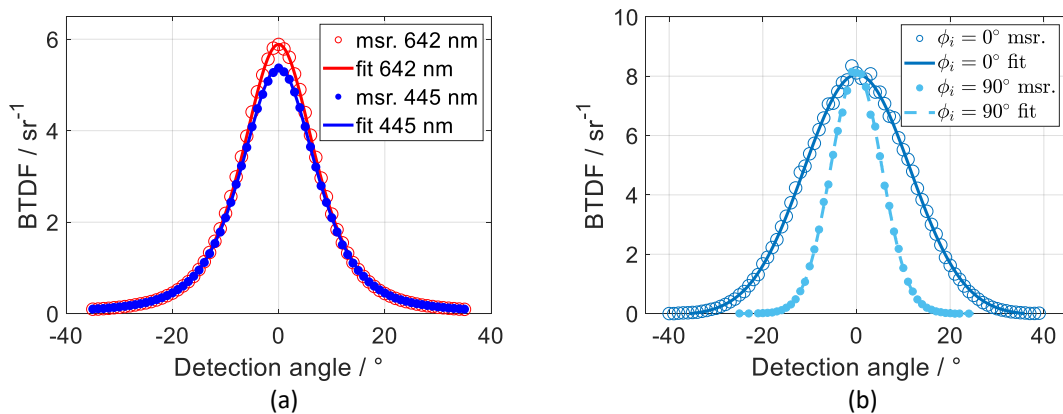 6
4
2
0
-40
-20
0
20
40
BTDF / sr⁻¹
Detection angle / °
msr. 642 nm
fit 642 nm
msr. 445 nm
fit 445 nm
(a)
10
8
6
4
2
0
-40
-20
0
20
40
BTDF / sr⁻¹
Detection angle / °
ϕᵢ = 0° msr.
ϕᵢ = 0° fit
ϕᵢ = 90° msr.
ϕᵢ = 90° fit
(b)